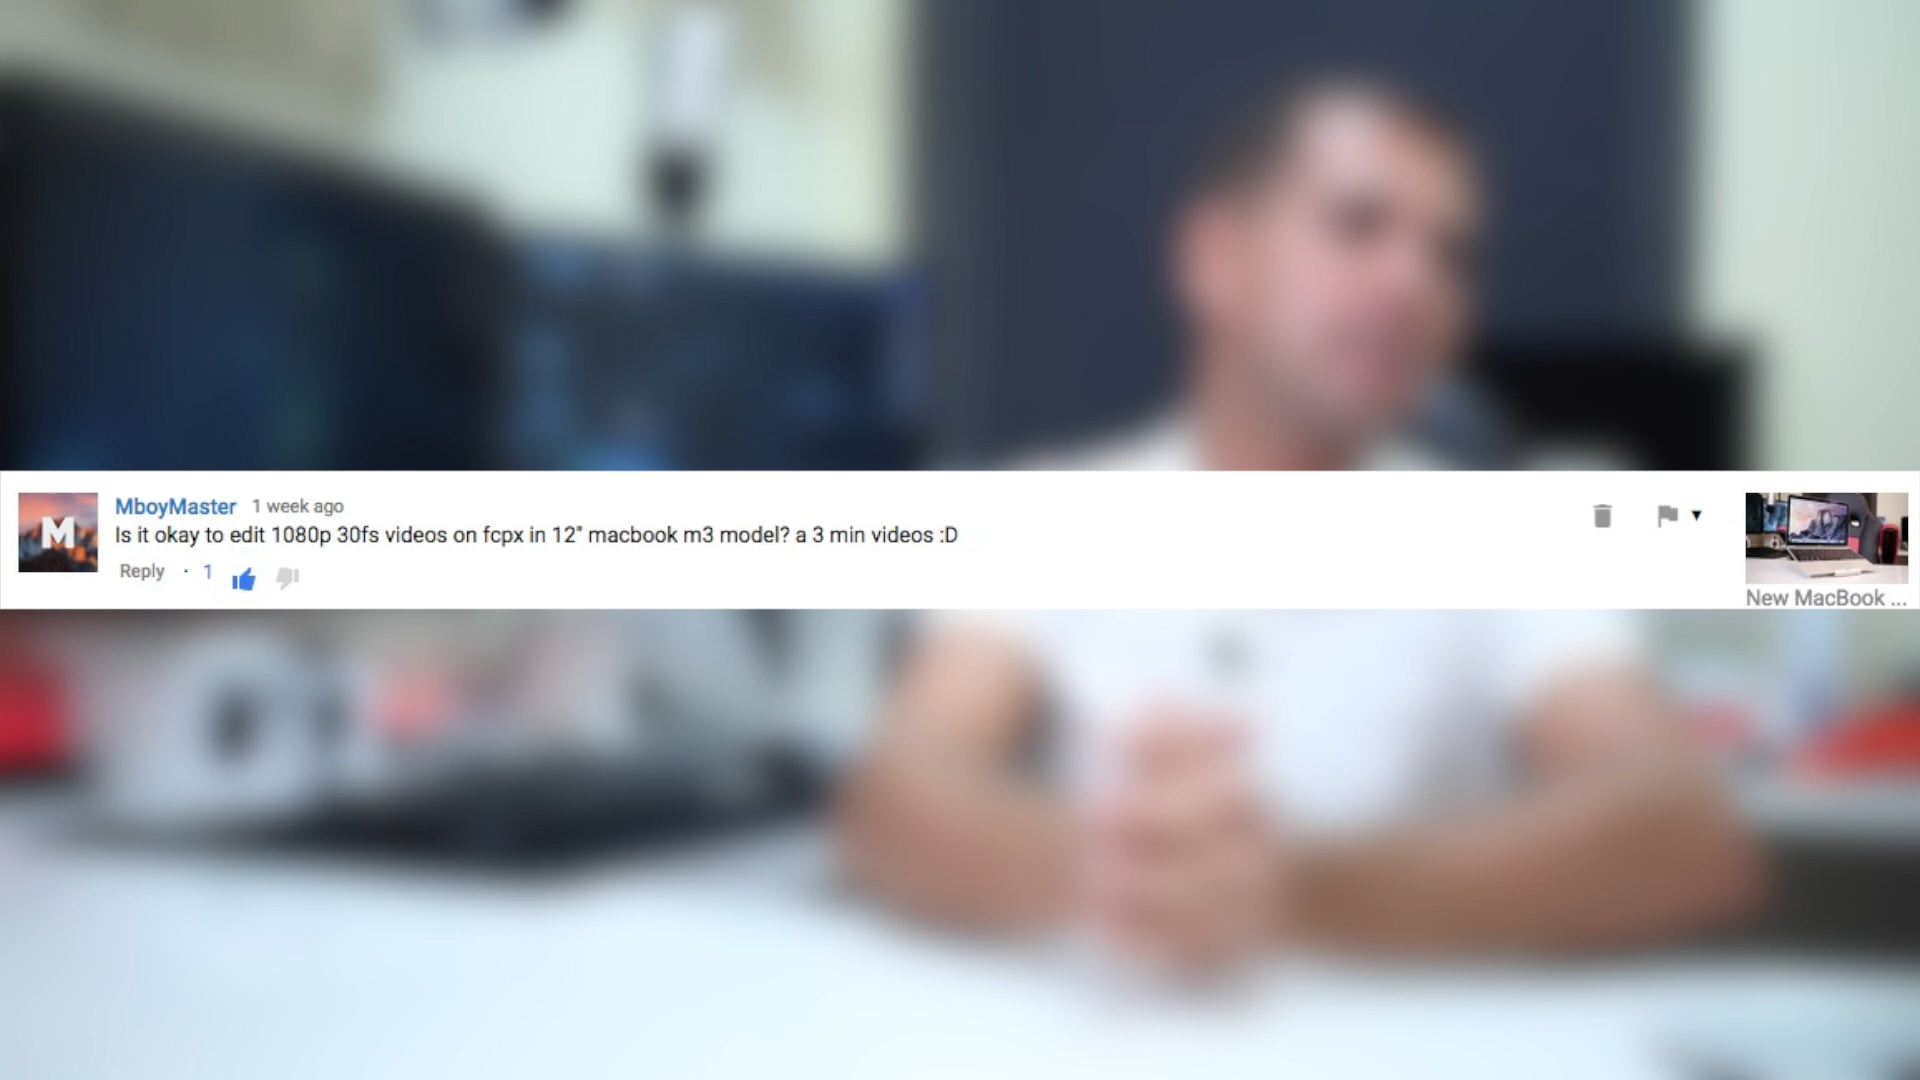 M
MboyMaster 1 week ago
Is it okay to edit 1080p 30fs videos on fcpx in 12" macbook m3 model? a 3 min videos :D
Reply · 1
New MacBook ...